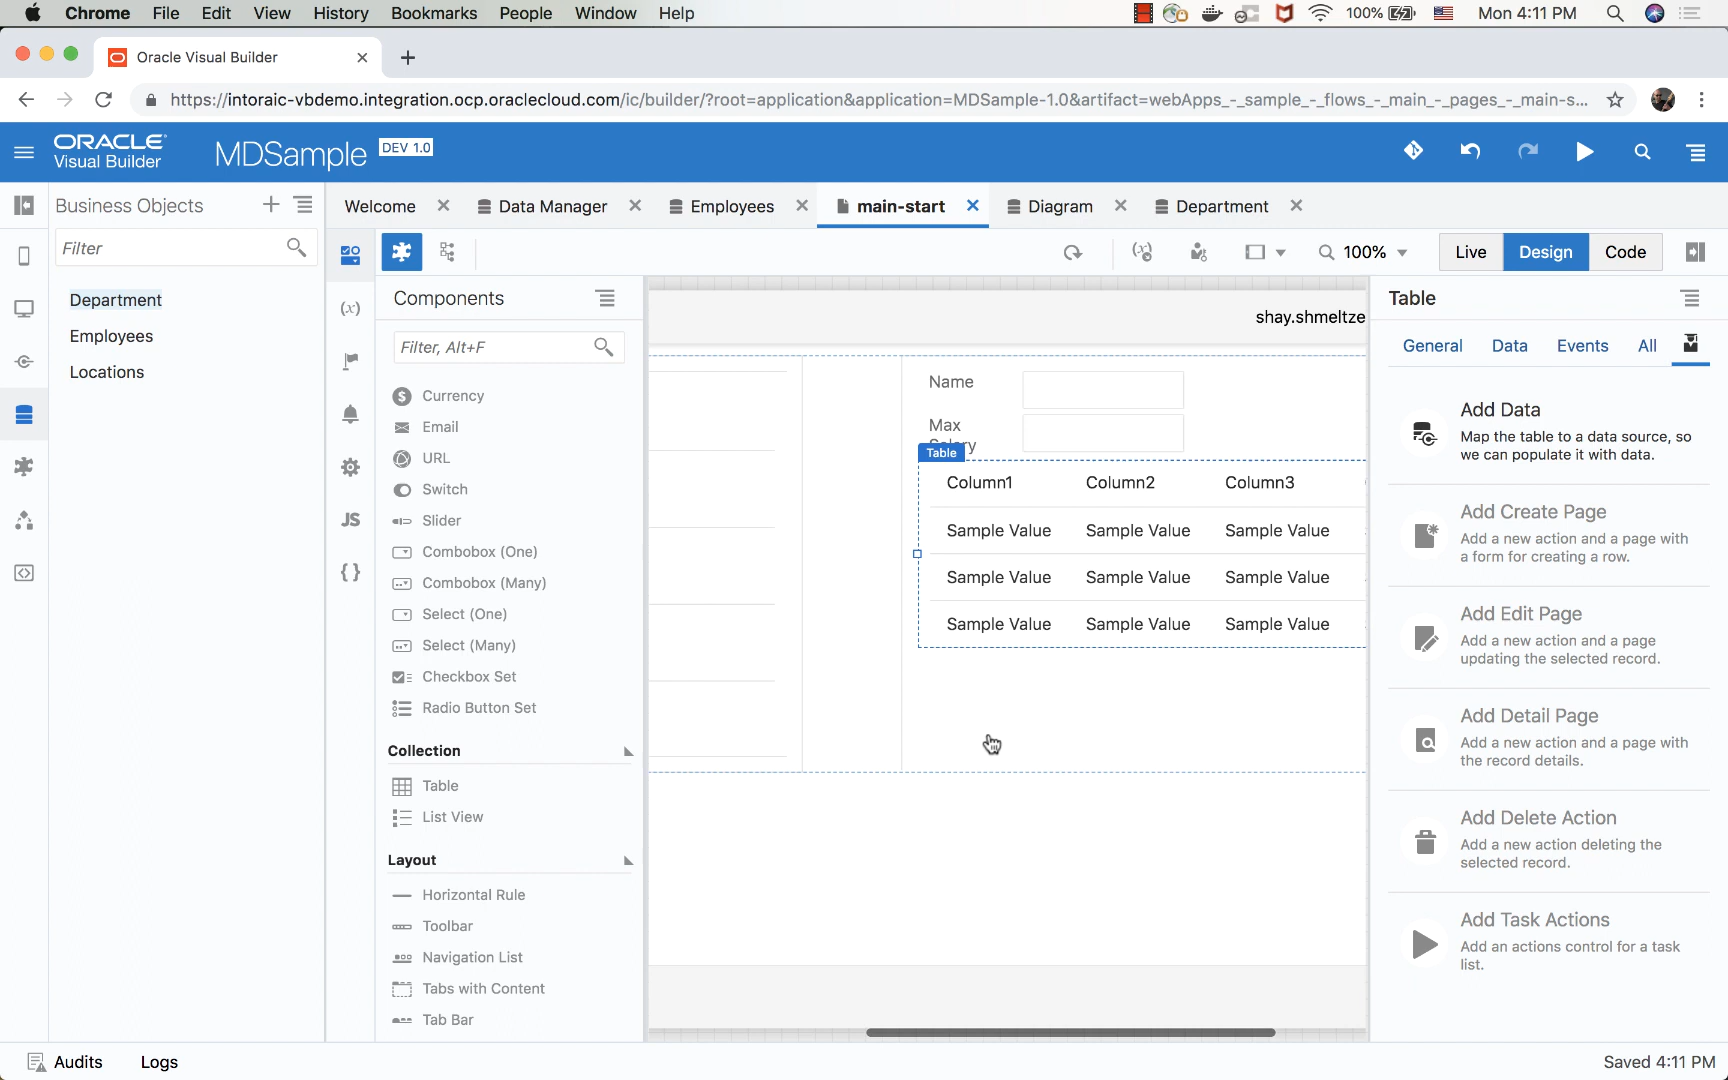 Chrome File Edit View History Bookmarks People Window Help 100% Mon 4:11 PM
Oracle Visual Builder
https://intoraic-vbdemo.integration.ocp.oraclecloud.com/ic/builder/?root=application&application=MDSample-1.0&artifact=webApps_-_sample_-_flows_-_main_-_pages_-_main-s...
ORACLE
Visual Builder
MDSample DEV 1.0
Business Objects
Welcome Data Manager Employees main-start Diagram Department
Filter
100% Live Design Code
Department
Employees
Locations
(x)
JS
{ }
Components
Filter, Alt+F
Currency
Email
URL
Switch
Slider
Combobox (One)
Combobox (Many)
Select (One)
Select (Many)
Checkbox Set
Radio Button Set
Collection
Table
List View
Layout
Horizontal Rule
Toolbar
Navigation List
Tabs with Content
Tab Bar
shay.shmeltze
Name
Max
Salary
Table
Column1 Column2 Column3
Sample Value Sample Value Sample Value
Sample Value Sample Value Sample Value
Sample Value Sample Value Sample Value
Table
General Data Events All
Add Data
Map the table to a data source, so
we can populate it with data.
Add Create Page
Add a new action and a page with
a form for creating a row.
Add Edit Page
Add a new action and a page
updating the selected record.
Add Detail Page
Add a new action and a page with
the record details.
Add Delete Action
Add a new action deleting the
selected record.
Add Task Actions
Add an actions control for a task
list.
Audits Logs Saved 4:11 PM